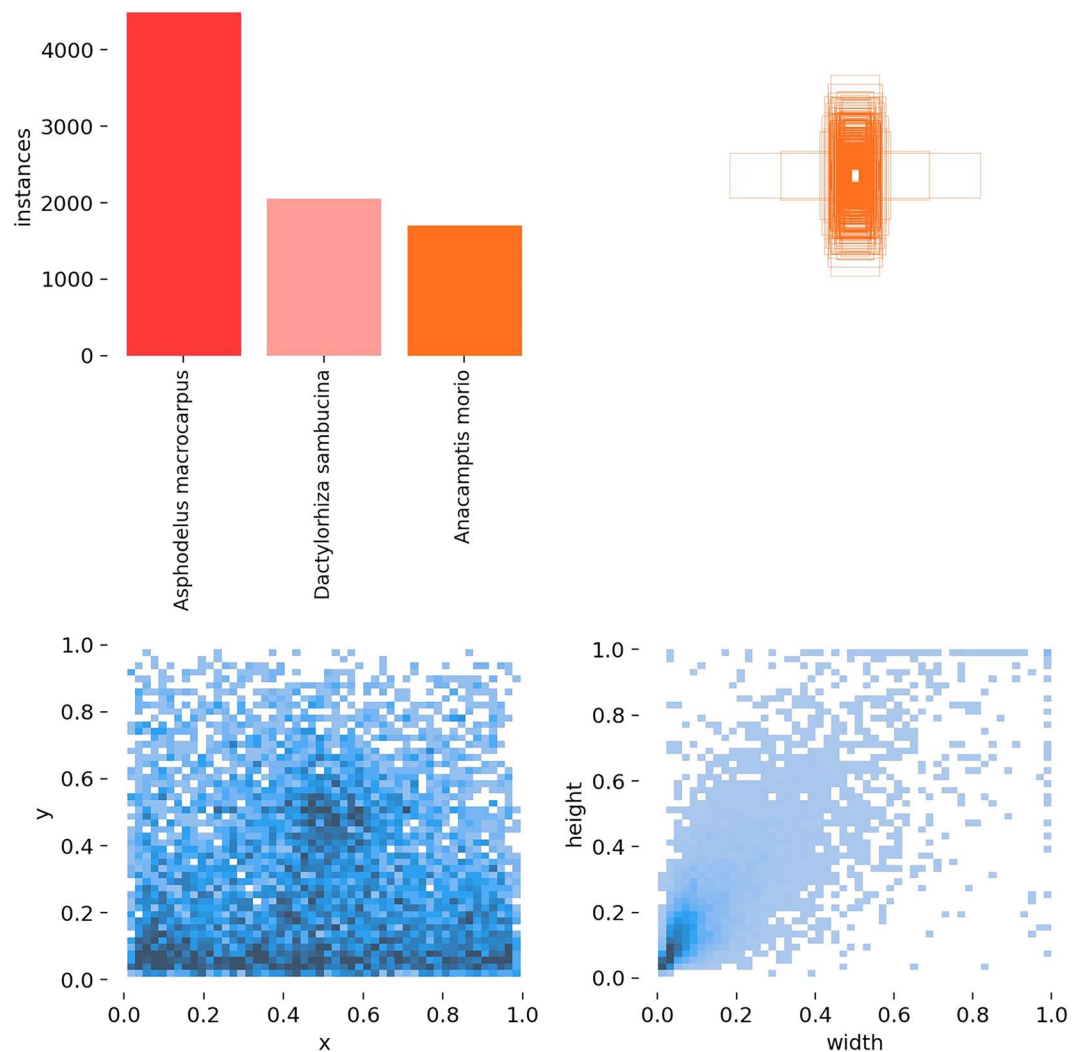 instances
4000
3000
2000
1000
0
Asphodelus macrocarpus
Dactylorhiza sambucina
Anacamptis morio
y
1.0
0.8
0.6
0.4
0.2
0.0
0.0 0.2 0.4 0.6 0.8 1.0
x
height
1.0
0.8
0.6
0.4
0.2
0.0
0.0 0.2 0.4 0.6 0.8 1.0
width